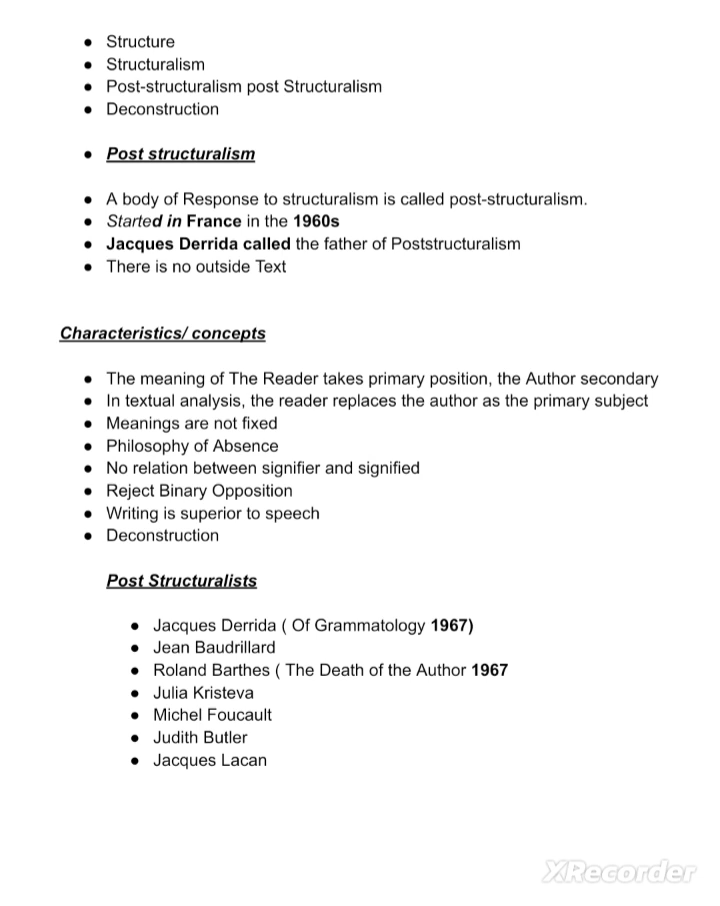 ● Structure
● Structuralism
● Post-structuralism post Structuralism
● Deconstruction
● Post structuralism
● A body of Response to structuralism is called post-structuralism.
● Started in France in the 1960s
● Jacques Derrida called the father of Poststructuralism
● There is no outside Text
Characteristics/ concepts
● The meaning of The Reader takes primary position, the Author secondary
● In textual analysis, the reader replaces the author as the primary subject
● Meanings are not fixed
● Philosophy of Absence
● No relation between signifier and signified
● Reject Binary Opposition
● Writing is superior to speech
● Deconstruction
Post Structuralists
● Jacques Derrida ( Of Grammatology 1967)
● Jean Baudrillard
● Roland Barthes ( The Death of the Author 1967
● Julia Kristeva
● Michel Foucault
● Judith Butler
● Jacques Lacan
XRecorder